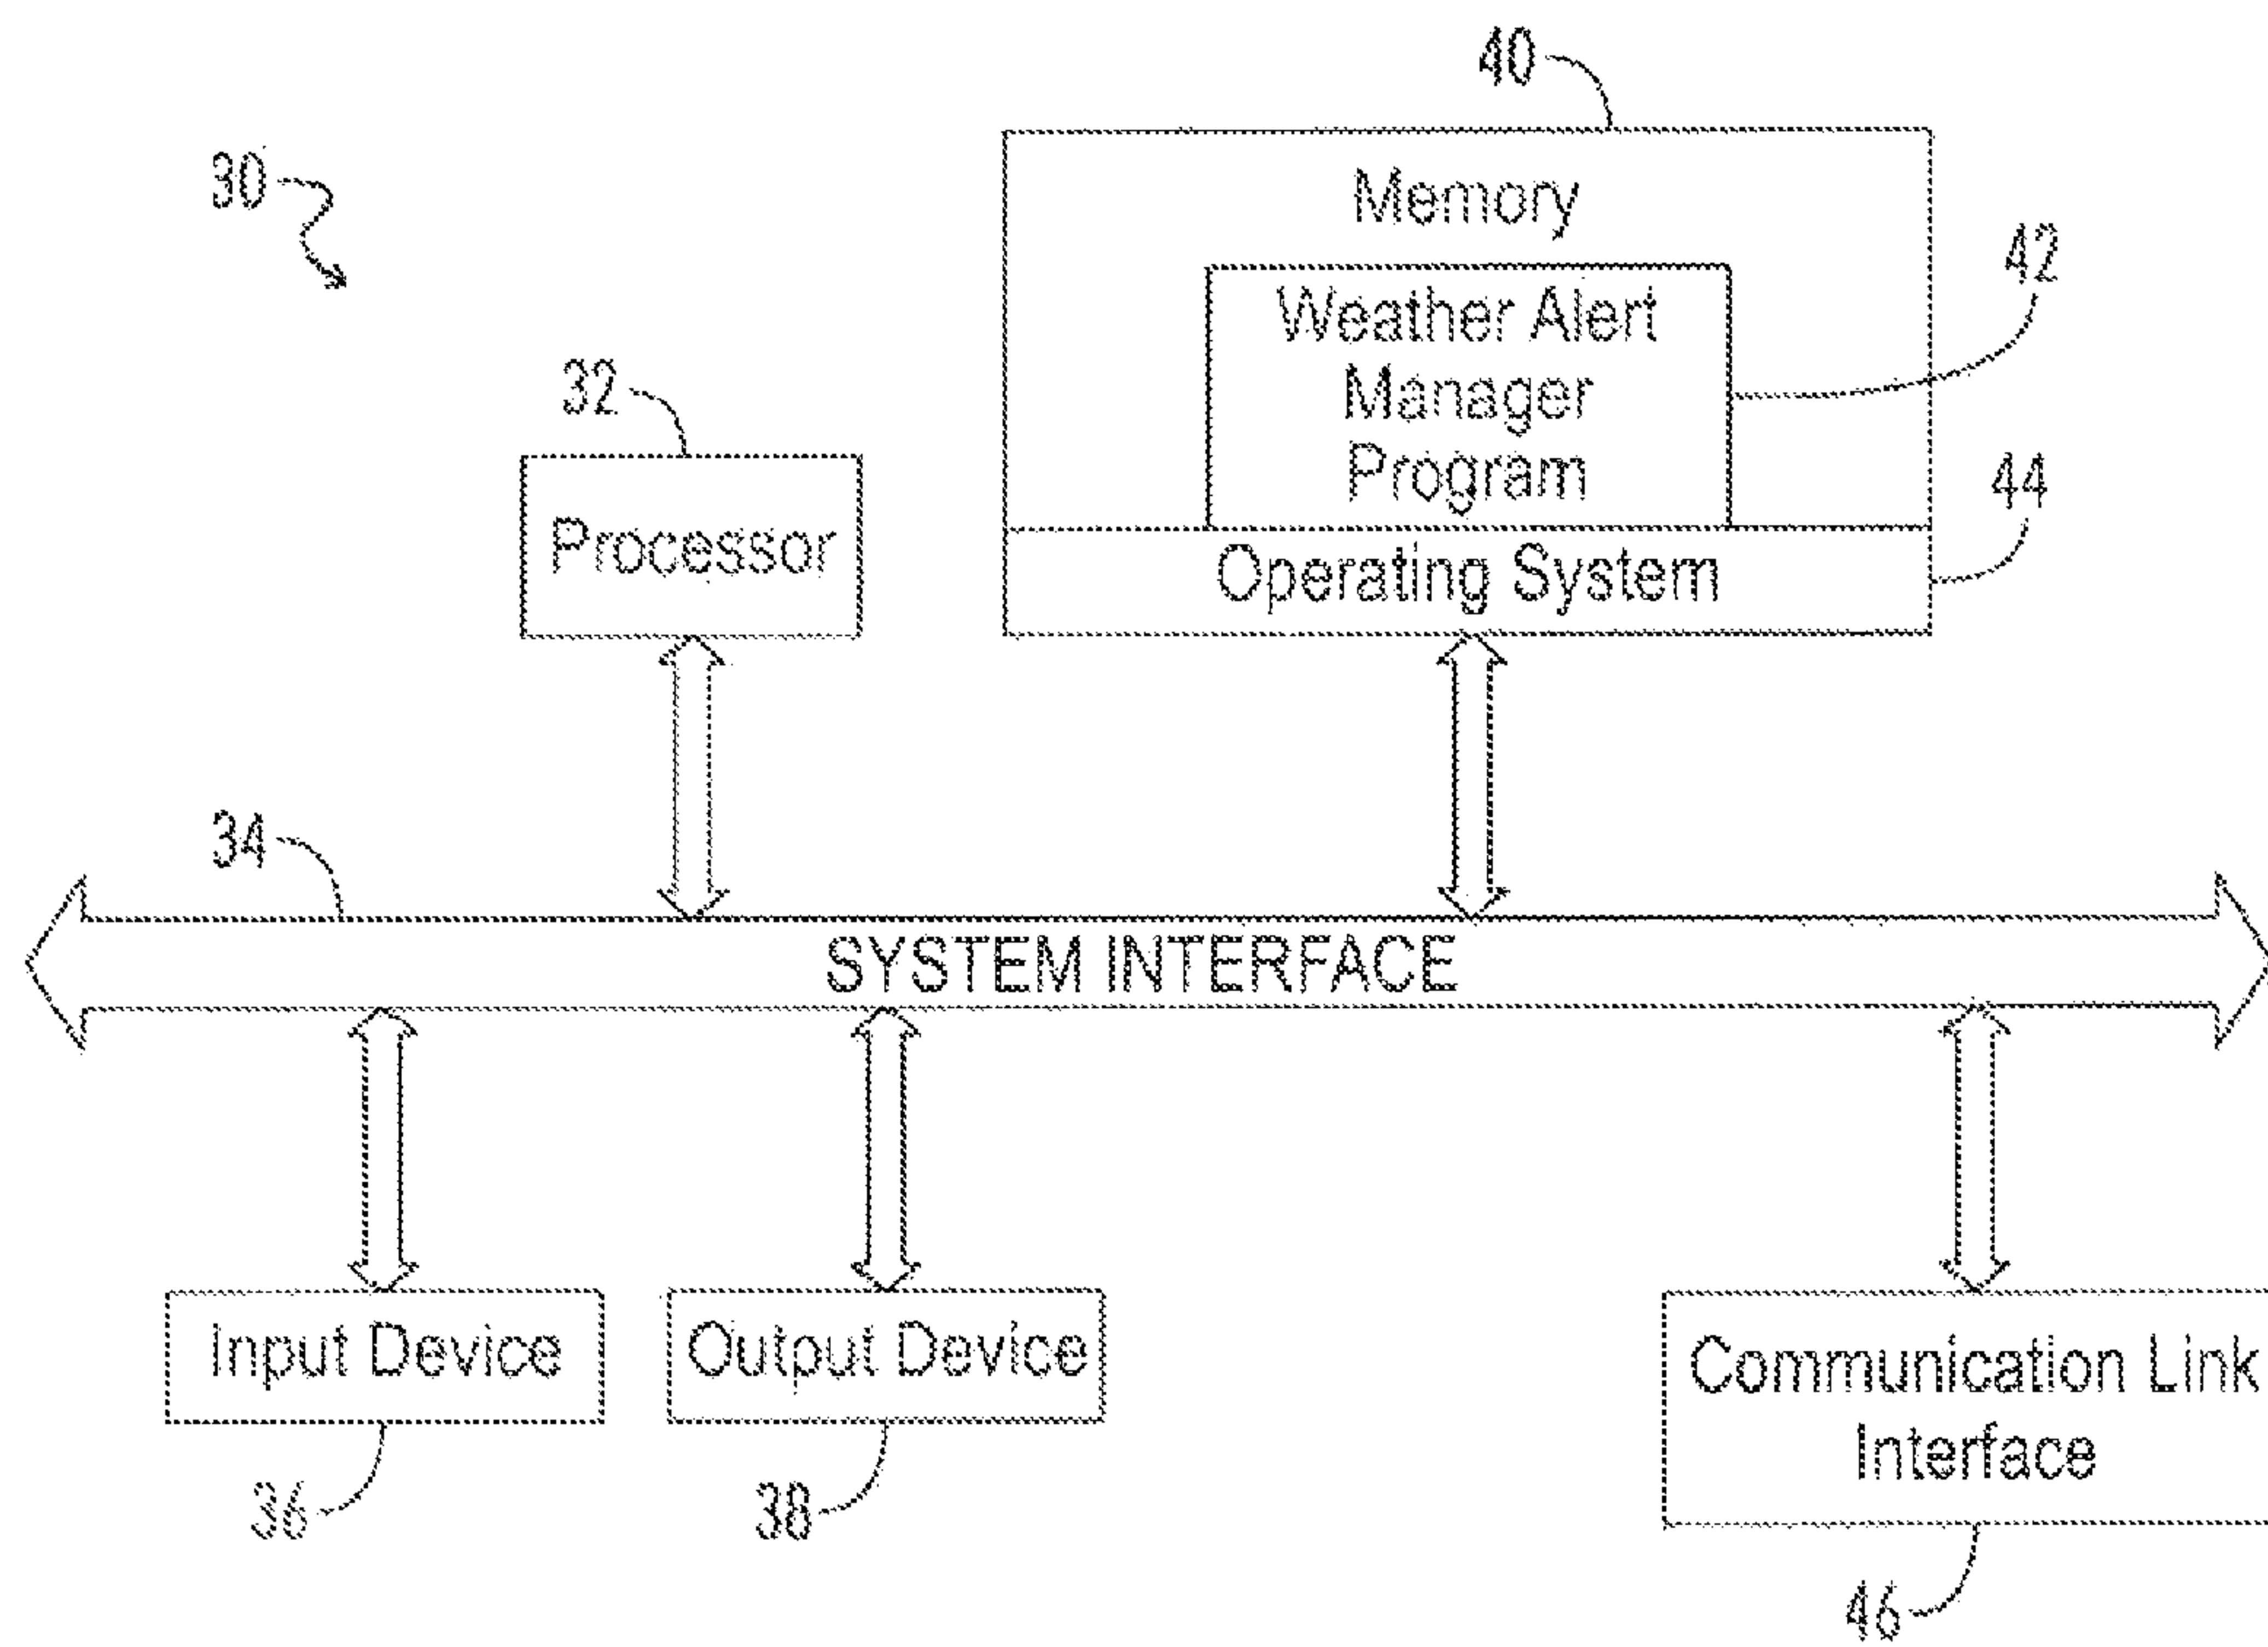 40
30
Memory
42
Weather Alert
Manager
Program
32
44
Processor
Operating System
34
SYSTEM INTERFACE
Input Device
Output Device
Communication Link
Interface
36
38
46